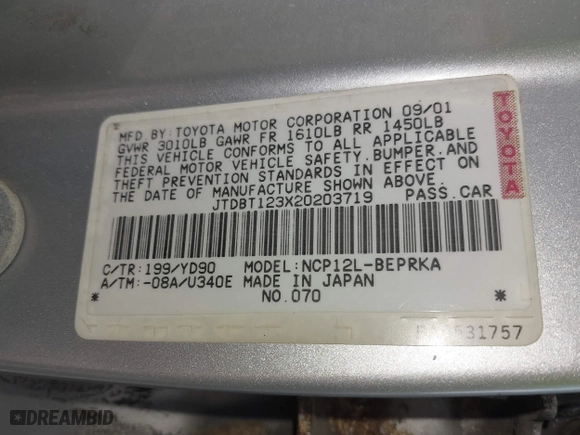 MFD.BY:TOYOTA MOTOR CORPORATION 09/01
GVWR 3010LB GAWR FR 1610LB RR 1450LB
THIS VEHICLE CONFORMS TO ALL APPLICABLE
FEDERAL MOTOR VEHICLE SAFETY,BUMPER,AND
THEFT PREVENTION STANDARDS IN EFFECT ON
THE DATE OF MANUFACTURE SHOWN ABOVE.
JTDBT123X20203719 PASS.CAR
TOYOTA
C/TR:199/YD90 MODEL:NCP12L-BEPRKA
A/TM:-08A/U340E MADE IN JAPAN
* NO.070 *
531757
DREAMBID